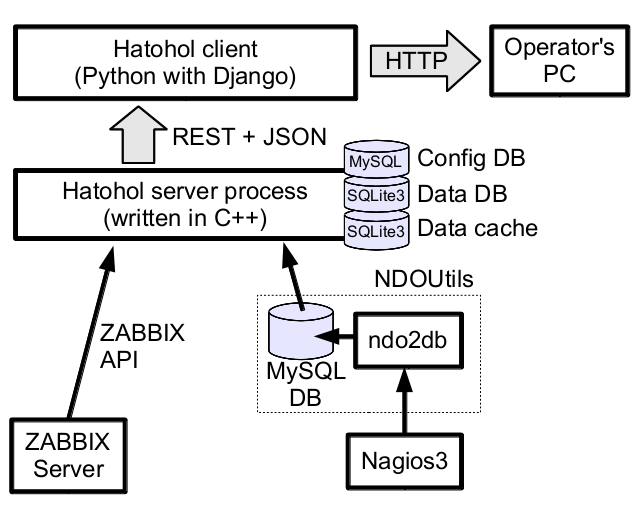 Hatohol client
(Python with Django)
HTTP
Operator's
PC
REST + JSON
Hatohol server process
(written in C++)
MySQL
Config DB
SQLite3
Data DB
SQLite3
Data cache
NDOUtils
ZABBIX
API
MySQL
DB
ndo2db
ZABBIX
Server
Nagios3